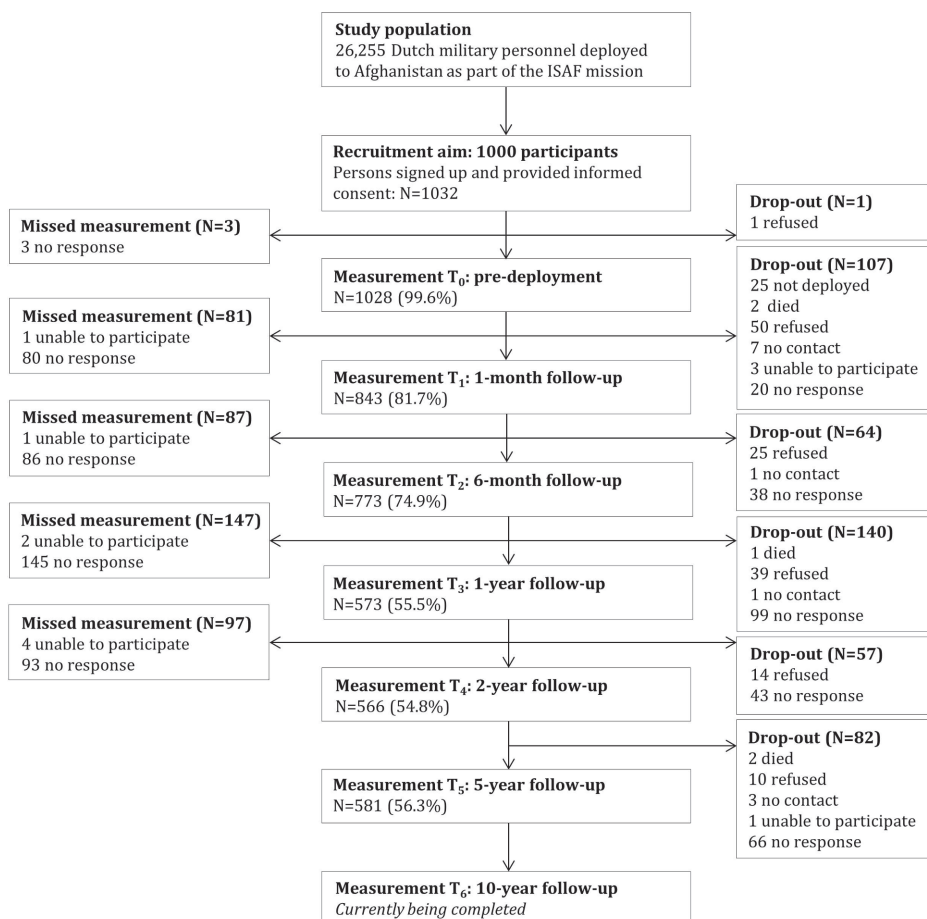 Study population
26,255 Dutch military personnel deployed
to Afghanistan as part of the ISAF mission
Recruitment aim: 1000 participants
Persons signed up and provided informed
consent: N=1032
Missed measurement (N=3)
3 no response
Drop-out (N=1)
1 refused
Measurement T₀: pre-deployment
N=1028 (99.6%)
Missed measurement (N=81)
1 unable to participate
80 no response
Drop-out (N=107)
25 not deployed
2 died
50 refused
7 no contact
3 unable to participate
20 no response
Measurement T₁: 1-month follow-up
N=843 (81.7%)
Missed measurement (N=87)
1 unable to participate
86 no response
Drop-out (N=64)
25 refused
1 no contact
38 no response
Measurement T₂: 6-month follow-up
N=773 (74.9%)
Missed measurement (N=147)
2 unable to participate
145 no response
Drop-out (N=140)
1 died
39 refused
1 no contact
99 no response
Measurement T₃: 1-year follow-up
N=573 (55.5%)
Missed measurement (N=97)
4 unable to participate
93 no response
Drop-out (N=57)
14 refused
43 no response
Measurement T₄: 2-year follow-up
N=566 (54.8%)
Drop-out (N=82)
2 died
10 refused
3 no contact
1 unable to participate
66 no response
Measurement T₅: 5-year follow-up
N=581 (56.3%)
Measurement T₆: 10-year follow-up
Currently being completed